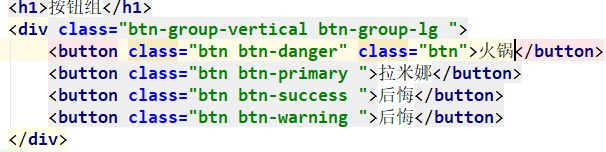 <h1>按钮组</h1>
<div class="btn-group-vertical btn-group-lg ">
<button class="btn btn-danger" class="btn">火锅</button>
<button class="btn btn-primary ">拉米娜</button>
<button class="btn btn-success ">后悔</button>
<button class="btn btn-warning ">后悔</button>
</div>